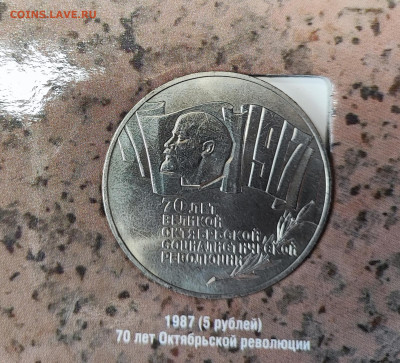 COINS.LAVE.RU
1917
70 ЛЕТ
ВЕЛИКОЙ
ОКТЯБРЬСКОЙ
СОЦИАЛИСТИЧЕСКОЙ
РЕВОЛЮЦИИ
1987 (5 рублей)
70 лет Октябрьской революции